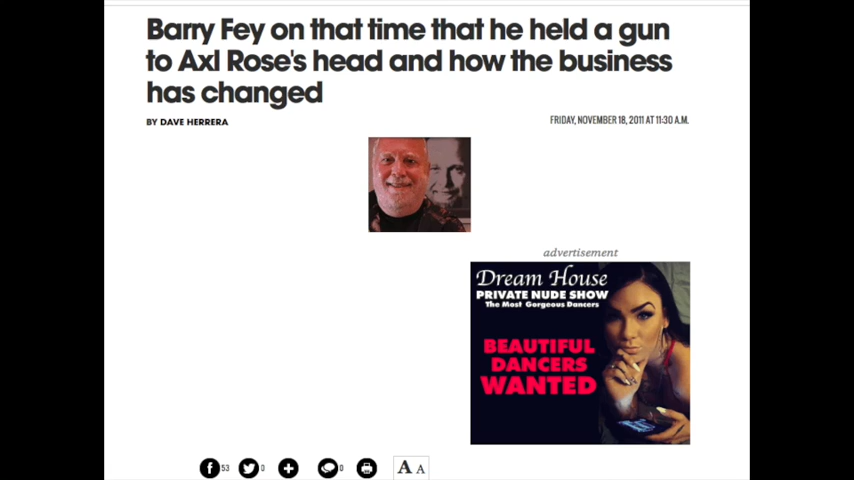 Barry Fey on that time that he held a gun
to Axl Rose's head and how the business
has changed
BY DAVE HERRERA
FRIDAY, NOVEMBER 18, 2011 AT 11:30 A.M.
advertisement
Dream House
PRIVATE NUDE SHOW
The Most Gorgeous Dancers
BEAUTIFUL
DANCERS
WANTED
53
0
0
A A